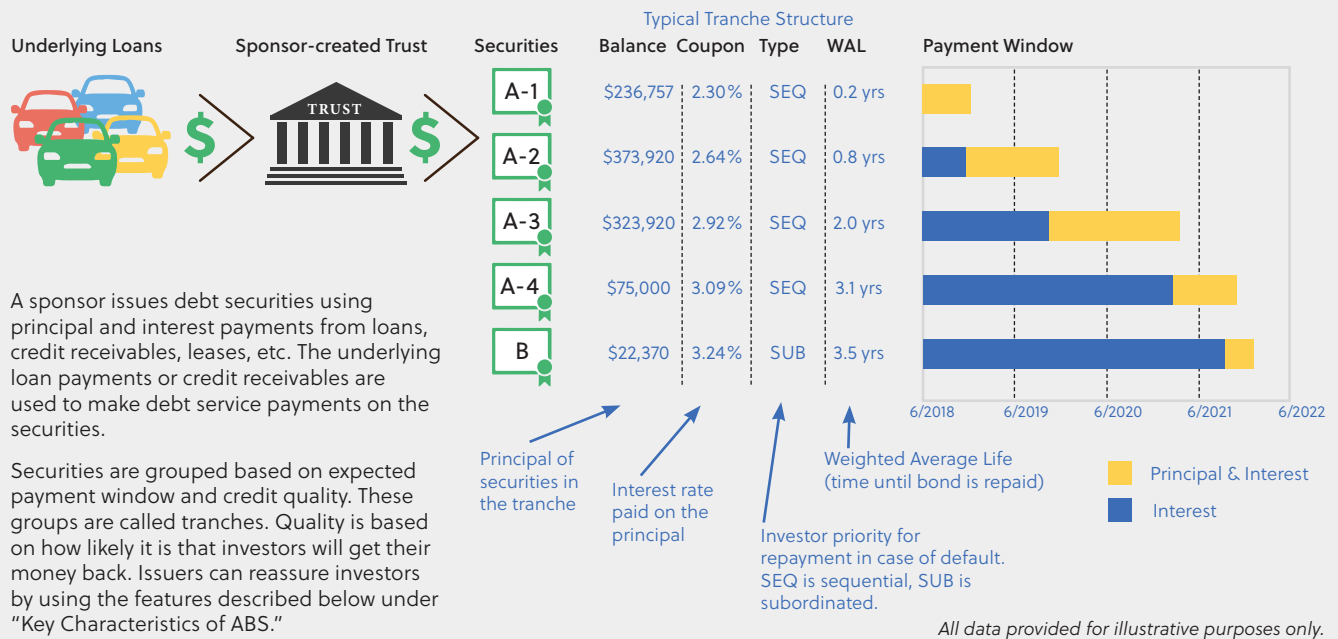 Typical Tranche Structure
Underlying Loans Sponsor-created Trust Securities Balance Coupon Type WAL Payment Window
$ TRUST $
A-1 $236,757 2.30% SEQ 0.2 yrs
A-2 $373,920 2.64% SEQ 0.8 yrs
A-3 $323,920 2.92% SEQ 2.0 yrs
A-4 $75,000 3.09% SEQ 3.1 yrs
B $22,370 3.24% SUB 3.5 yrs
6/2018 6/2019 6/2020 6/2021 6/2022
A sponsor issues debt securities using
principal and interest payments from loans,
credit receivables, leases, etc. The underlying
loan payments or credit receivables are
used to make debt service payments on the
securities.
Securities are grouped based on expected
payment window and credit quality. These
groups are called tranches. Quality is based
on how likely it is that investors will get their
money back. Issuers can reassure investors
by using the features described below under
"Key Characteristics of ABS."
Principal of
securities in
the tranche
Interest rate
paid on the
principal
Investor priority for
repayment in case of default.
SEQ is sequential, SUB is
subordinated.
Weighted Average Life
(time until bond is repaid)
Principal & Interest
Interest
All data provided for illustrative purposes only.